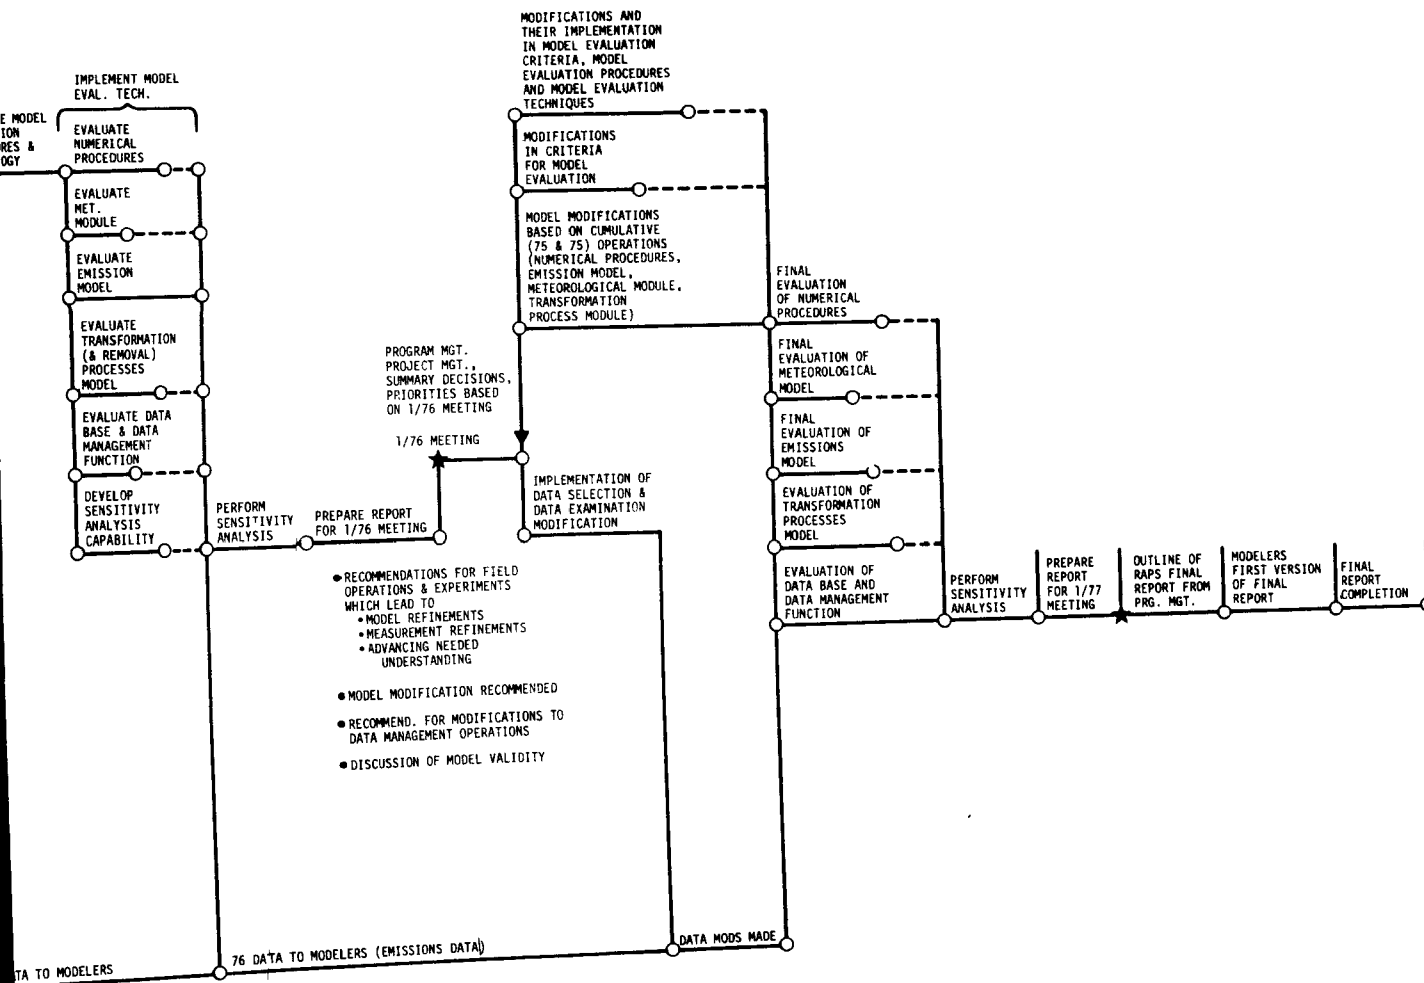 E MODEL
ION
RES &
OGY
IMPLEMENT MODEL
EVAL. TECH.
EVALUATE
NUMERICAL
PROCEDURES
EVALUATE
MET.
MODULE
EVALUATE
EMISSION
MODEL
EVALUATE
TRANSFORMATION
(& REMOVAL)
PROCESSES
MODEL
EVALUATE DATA
BASE & DATA
MANAGEMENT
FUNCTION
DEVELOP
SENSITIVITY
ANALYSIS
CAPABILITY
PERFORM
SENSITIVITY
ANALYSIS
PREPARE REPORT
FOR 1/76 MEETING
PROGRAM MGT.
PROJECT MGT.,
SUMMARY DECISIONS,
PRIORITIES BASED
ON 1/76 MEETING
1/76 MEETING
• RECOMMENDATIONS FOR FIELD
OPERATIONS & EXPERIMENTS
WHICH LEAD TO
• MODEL REFINEMENTS
• MEASUREMENT REFINEMENTS
• ADVANCING NEEDED
UNDERSTANDING
• MODEL MODIFICATION RECOMMENDED
• RECOMMEND. FOR MODIFICATIONS TO
DATA MANAGEMENT OPERATIONS
• DISCUSSION OF MODEL VALIDITY
MODIFICATIONS AND
THEIR IMPLEMENTATION
IN MODEL EVALUATION
CRITERIA, MODEL
EVALUATION PROCEDURES
AND MODEL EVALUATION
TECHNIQUES
MODIFICATIONS
IN CRITERIA
FOR MODEL
EVALUATION
MODEL MODIFICATIONS
BASED ON CUMULATIVE
(75 & 75) OPERATIONS
(NUMERICAL PROCEDURES,
EMISSION MODEL,
METEOROLOGICAL MODULE,
TRANSFORMATION
PROCESS MODULE)
IMPLEMENTATION OF
DATA SELECTION &
DATA EXAMINATION
MODIFICATION
FINAL
EVALUATION
OF NUMERICAL
PROCEDURES
FINAL
EVALUATION OF
METEOROLOGICAL
MODEL
FINAL
EVALUATION OF
EMISSIONS
MODEL
EVALUATION OF
TRANSFORMATION
PROCESSES
MODEL
EVALUATION OF
DATA BASE AND
DATA MANAGEMENT
FUNCTION
PERFORM
SENSITIVITY
ANALYSIS
PREPARE
REPORT
FOR 1/77
MEETING
OUTLINE OF
RAPS FINAL
REPORT FROM
PRG. MGT.
MODELERS
FIRST VERSION
OF FINAL
REPORT
FINAL
REPORT
COMPLETION
TA TO MODELERS
76 DATA TO MODELERS (EMISSIONS DATA)
DATA MODS MADE